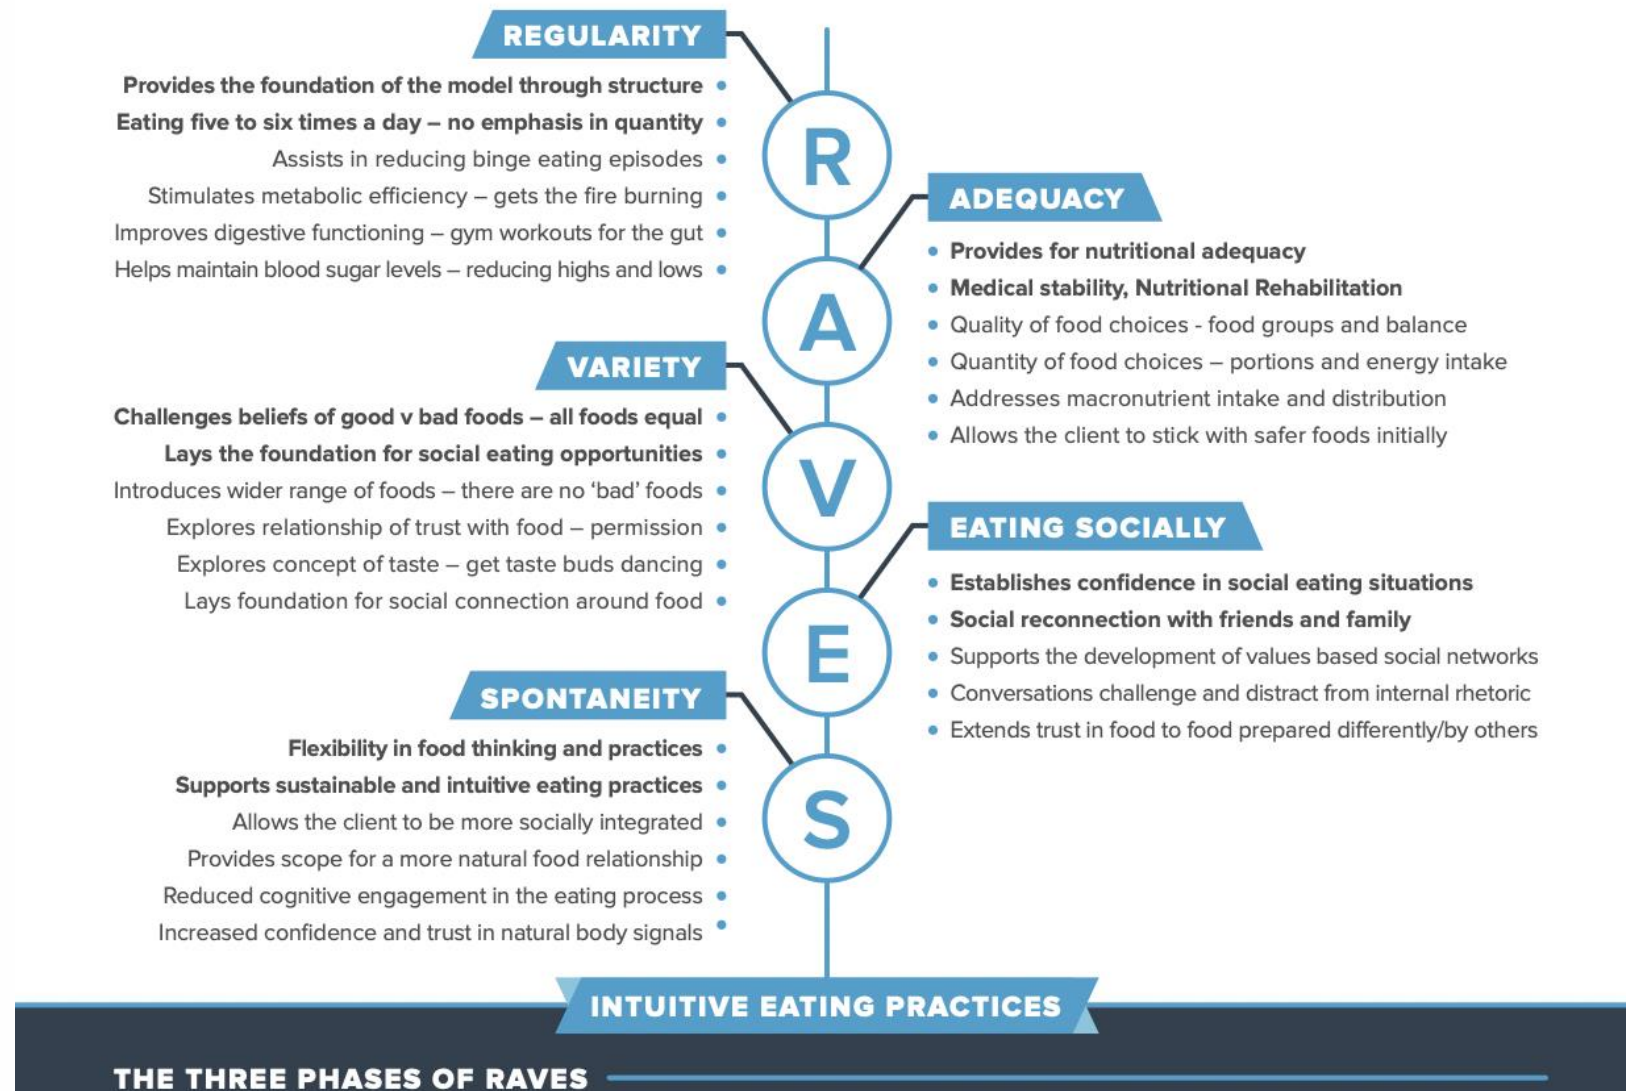 REGULARITY
Provides the foundation of the model through structure
Eating five to six times a day – no emphasis in quantity
Assists in reducing binge eating episodes
Stimulates metabolic efficiency – gets the fire burning
Improves digestive functioning – gym workouts for the gut
Helps maintain blood sugar levels – reducing highs and lows
R
ADEQUACY
Provides for nutritional adequacy
Medical stability, Nutritional Rehabilitation
Quality of food choices - food groups and balance
Quantity of food choices – portions and energy intake
Addresses macronutrient intake and distribution
Allows the client to stick with safer foods initially
A
VARIETY
Challenges beliefs of good v bad foods – all foods equal
Lays the foundation for social eating opportunities
Introduces wider range of foods – there are no ‘bad’ foods
Explores relationship of trust with food – permission
Explores concept of taste – get taste buds dancing
Lays foundation for social connection around food
V
EATING SOCIALLY
Establishes confidence in social eating situations
Social reconnection with friends and family
Supports the development of values based social networks
Conversations challenge and distract from internal rhetoric
Extends trust in food to food prepared differently/by others
E
SPONTANEITY
Flexibility in food thinking and practices
Supports sustainable and intuitive eating practices
Allows the client to be more socially integrated
Provides scope for a more natural food relationship
Reduced cognitive engagement in the eating process
Increased confidence and trust in natural body signals
S
INTUITIVE EATING PRACTICES
THE THREE PHASES OF RAVES